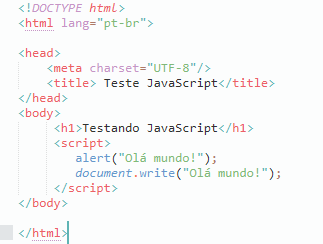 <!DOCTYPE html>
<html lang="pt-br">
<head>
<meta charset="UTF-8"/>
<title> Teste JavaScript</title>
</head>
<body>
<h1>Testando JavaScript</h1>
<script>
alert("Olá mundo!");
document.write("Olá mundo!");
</script>
</body>
</html>